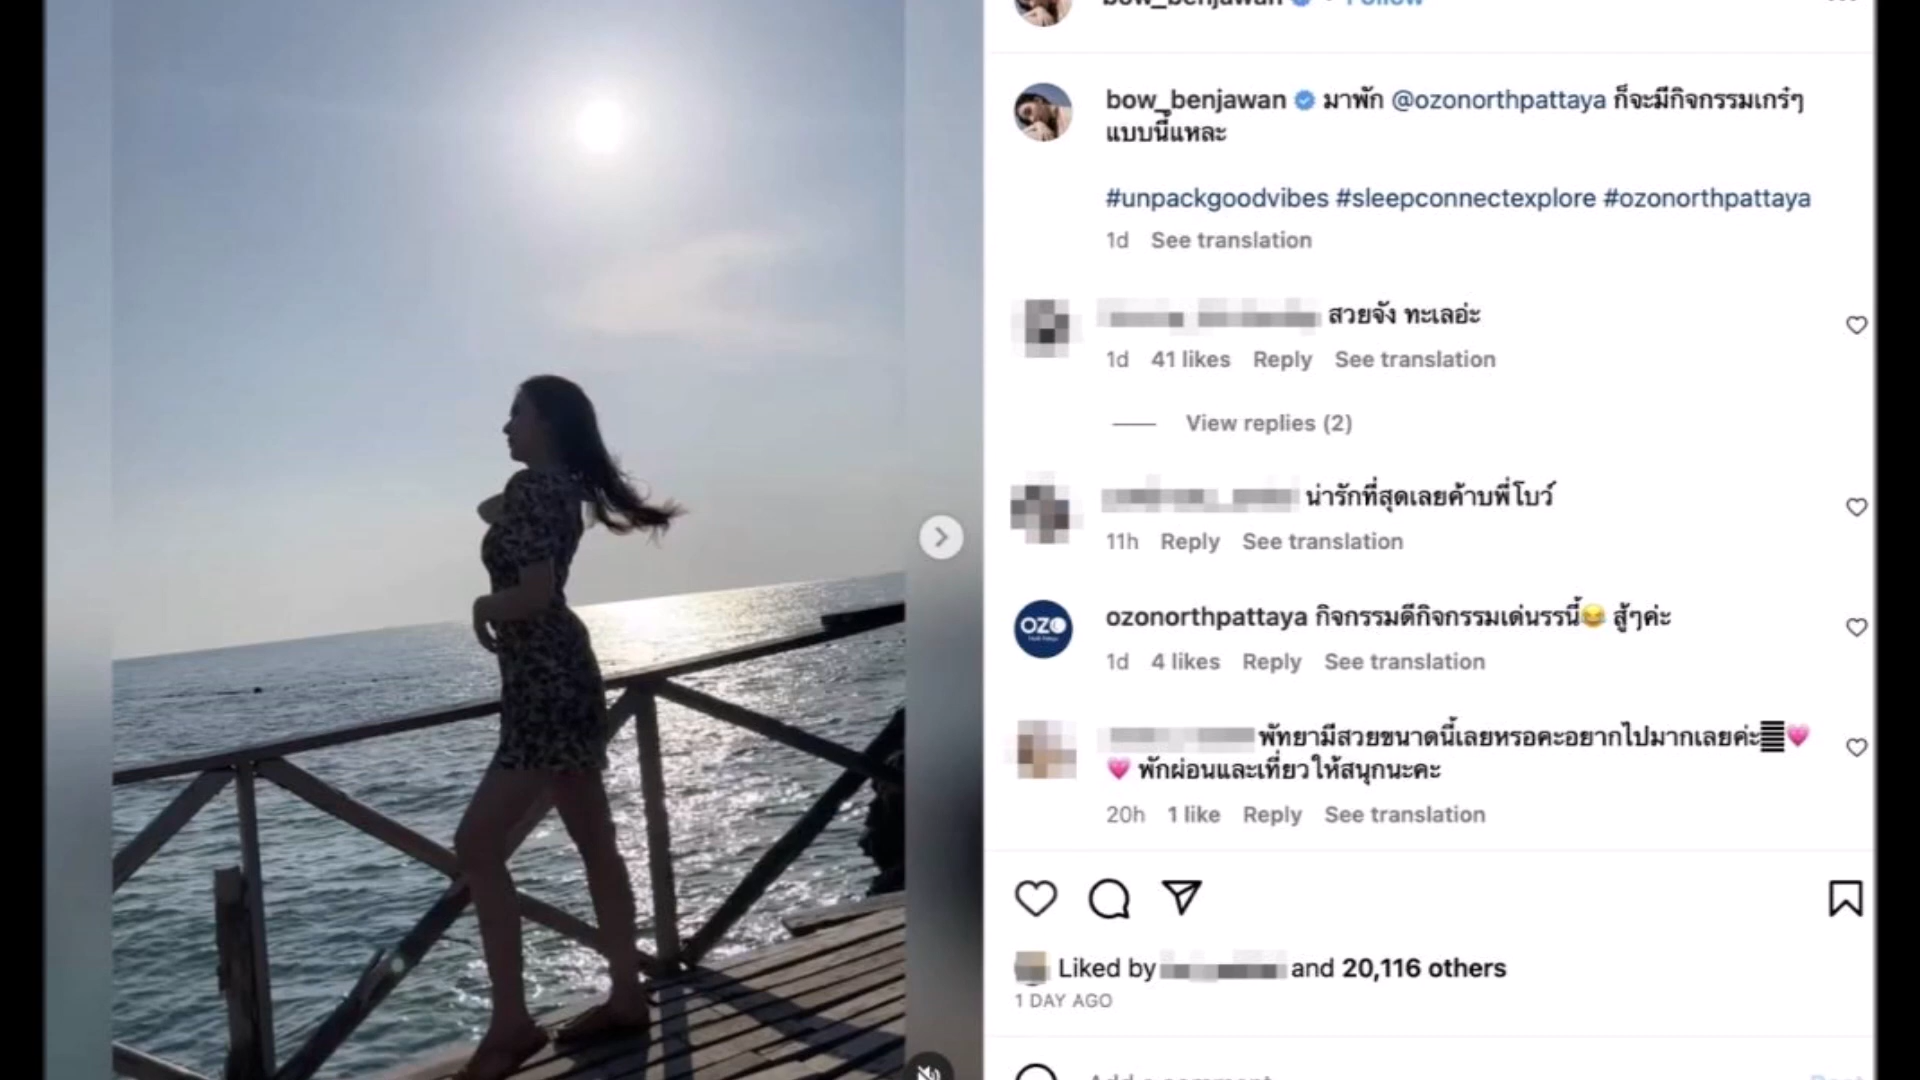 bow_benjawan • Follow
bow_benjawan มาพัก @ozonorthpattaya ก็จะมีกิจกรรมเกร๋ๆ
แบบนี้แหละ
#unpackgoodvibes #sleepconnectexplore #ozonorthpattaya
1d See translation
สวยจัง ทะเลอ่ะ
1d 41 likes Reply See translation
View replies (2)
น่ารักที่สุดเลยค้าบพี่โบว์
11h Reply See translation
OZO
ozonorthpattaya กิจกรรมดีกิจกรรมเด่นรรนี้😂 สู้ๆค่ะ
1d 4 likes Reply See translation
พัทยามีสวยขนาดนี้เลยหรอคะอยากไปมากเลยค่ะ💗
💗 พักผ่อนและเที่ยวให้สนุกนะคะ
20h 1 like Reply See translation
Liked by and 20,116 others
1 DAY AGO
Add a comment